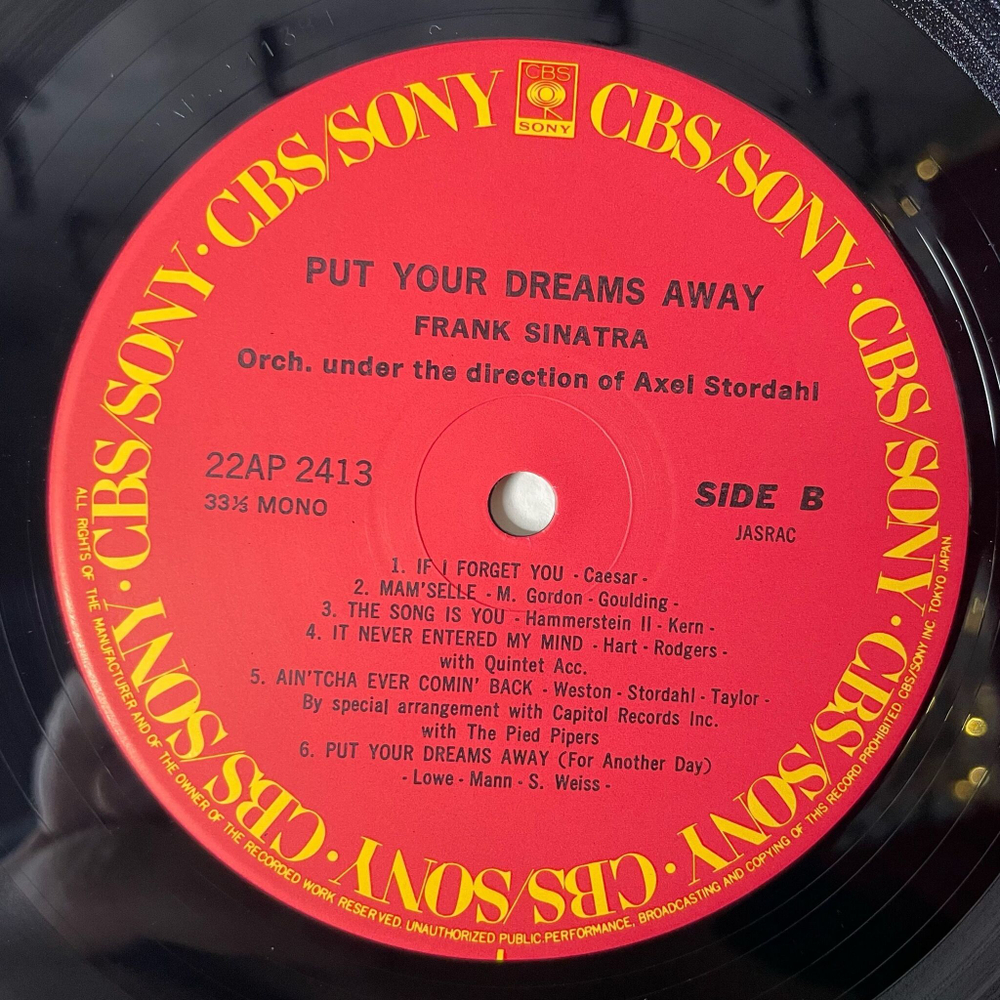 CBS
SONY
CBS/SONY · CBS/SONY · CBS/SONY · CBS/SONY · CBS/SONY · CBS/SONY · CBS/SONY · CBS/SONY
PUT YOUR DREAMS AWAY
FRANK SINATRA
Orch. under the direction of Axel Stordahl
22AP 2413
33⅓ MONO
SIDE B
JASRAC
1. IF I FORGET YOU - Caesar -
2. MAM'SELLE - M. Gordon - Goulding -
3. THE SONG IS YOU - Hammerstein II - Kern -
4. IT NEVER ENTERED MY MIND - Hart - Rodgers -
with Quintet Acc.
5. AIN'TCHA EVER COMIN' BACK - Weston - Stordahl - Taylor -
By special arrangement with Capitol Records Inc.
with The Pied Pipers
6. PUT YOUR DREAMS AWAY (For Another Day)
- Lowe - Mann - S. Weiss -
ALL RIGHTS OF THE MANUFACTURER AND OF THE OWNER OF THE RECORDED WORK RESERVED. UNAUTHORIZED PUBLIC PERFORMANCE, BROADCASTING AND COPYING OF THIS RECORD PROHIBITED CBS/SONY INC. TOKYO JAPAN.